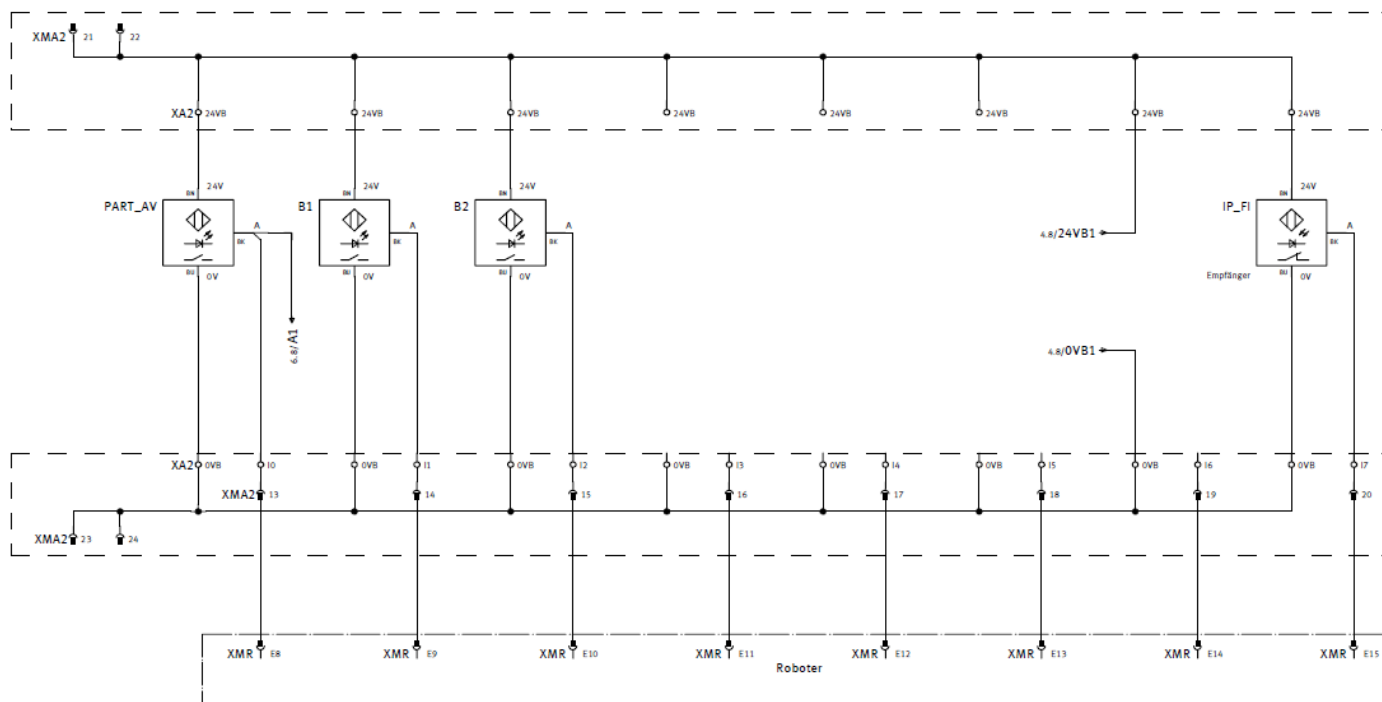 XMA2 21 22
XA2 24VB 24VB 24VB 24VB 24VB 24VB 24VB 24VB
BN 24V BN 24V BN 24V BN 24V
PART_AV B1 B2 IP_FI
A A A A
BK BK BK BK
4.8/24VB1
BU 0V BU 0V BU 0V Empfänger BU 0V
6.8/A1
4.8/0VB1
XA2 0VB I0 0VB I1 0VB I2 0VB I3 0VB I4 0VB I5 0VB I6 0VB I7
XMA2 13 14 15 16 17 18 19 20
XMA2 23 24
XMR E8 XMR E9 XMR E10 XMR E11 XMR E12 XMR E13 XMR E14 XMR E15
Roboter